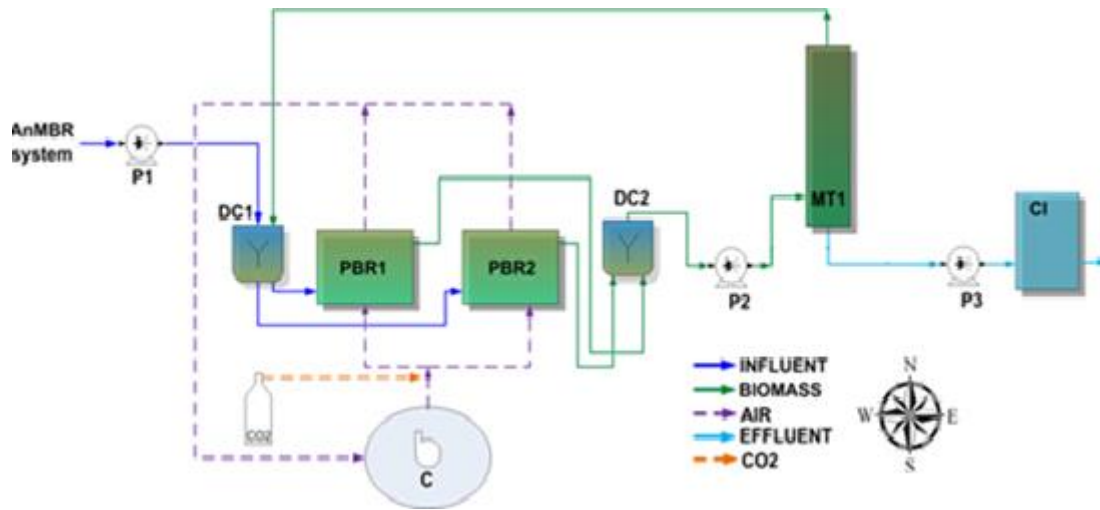 AnMBR
system
P1
DC1
PBR1
PBR2
DC2
P2
MT1
P3
CI
CO2
C
INFLUENT
BIOMASS
AIR
EFFLUENT
CO2
N
W
E
S